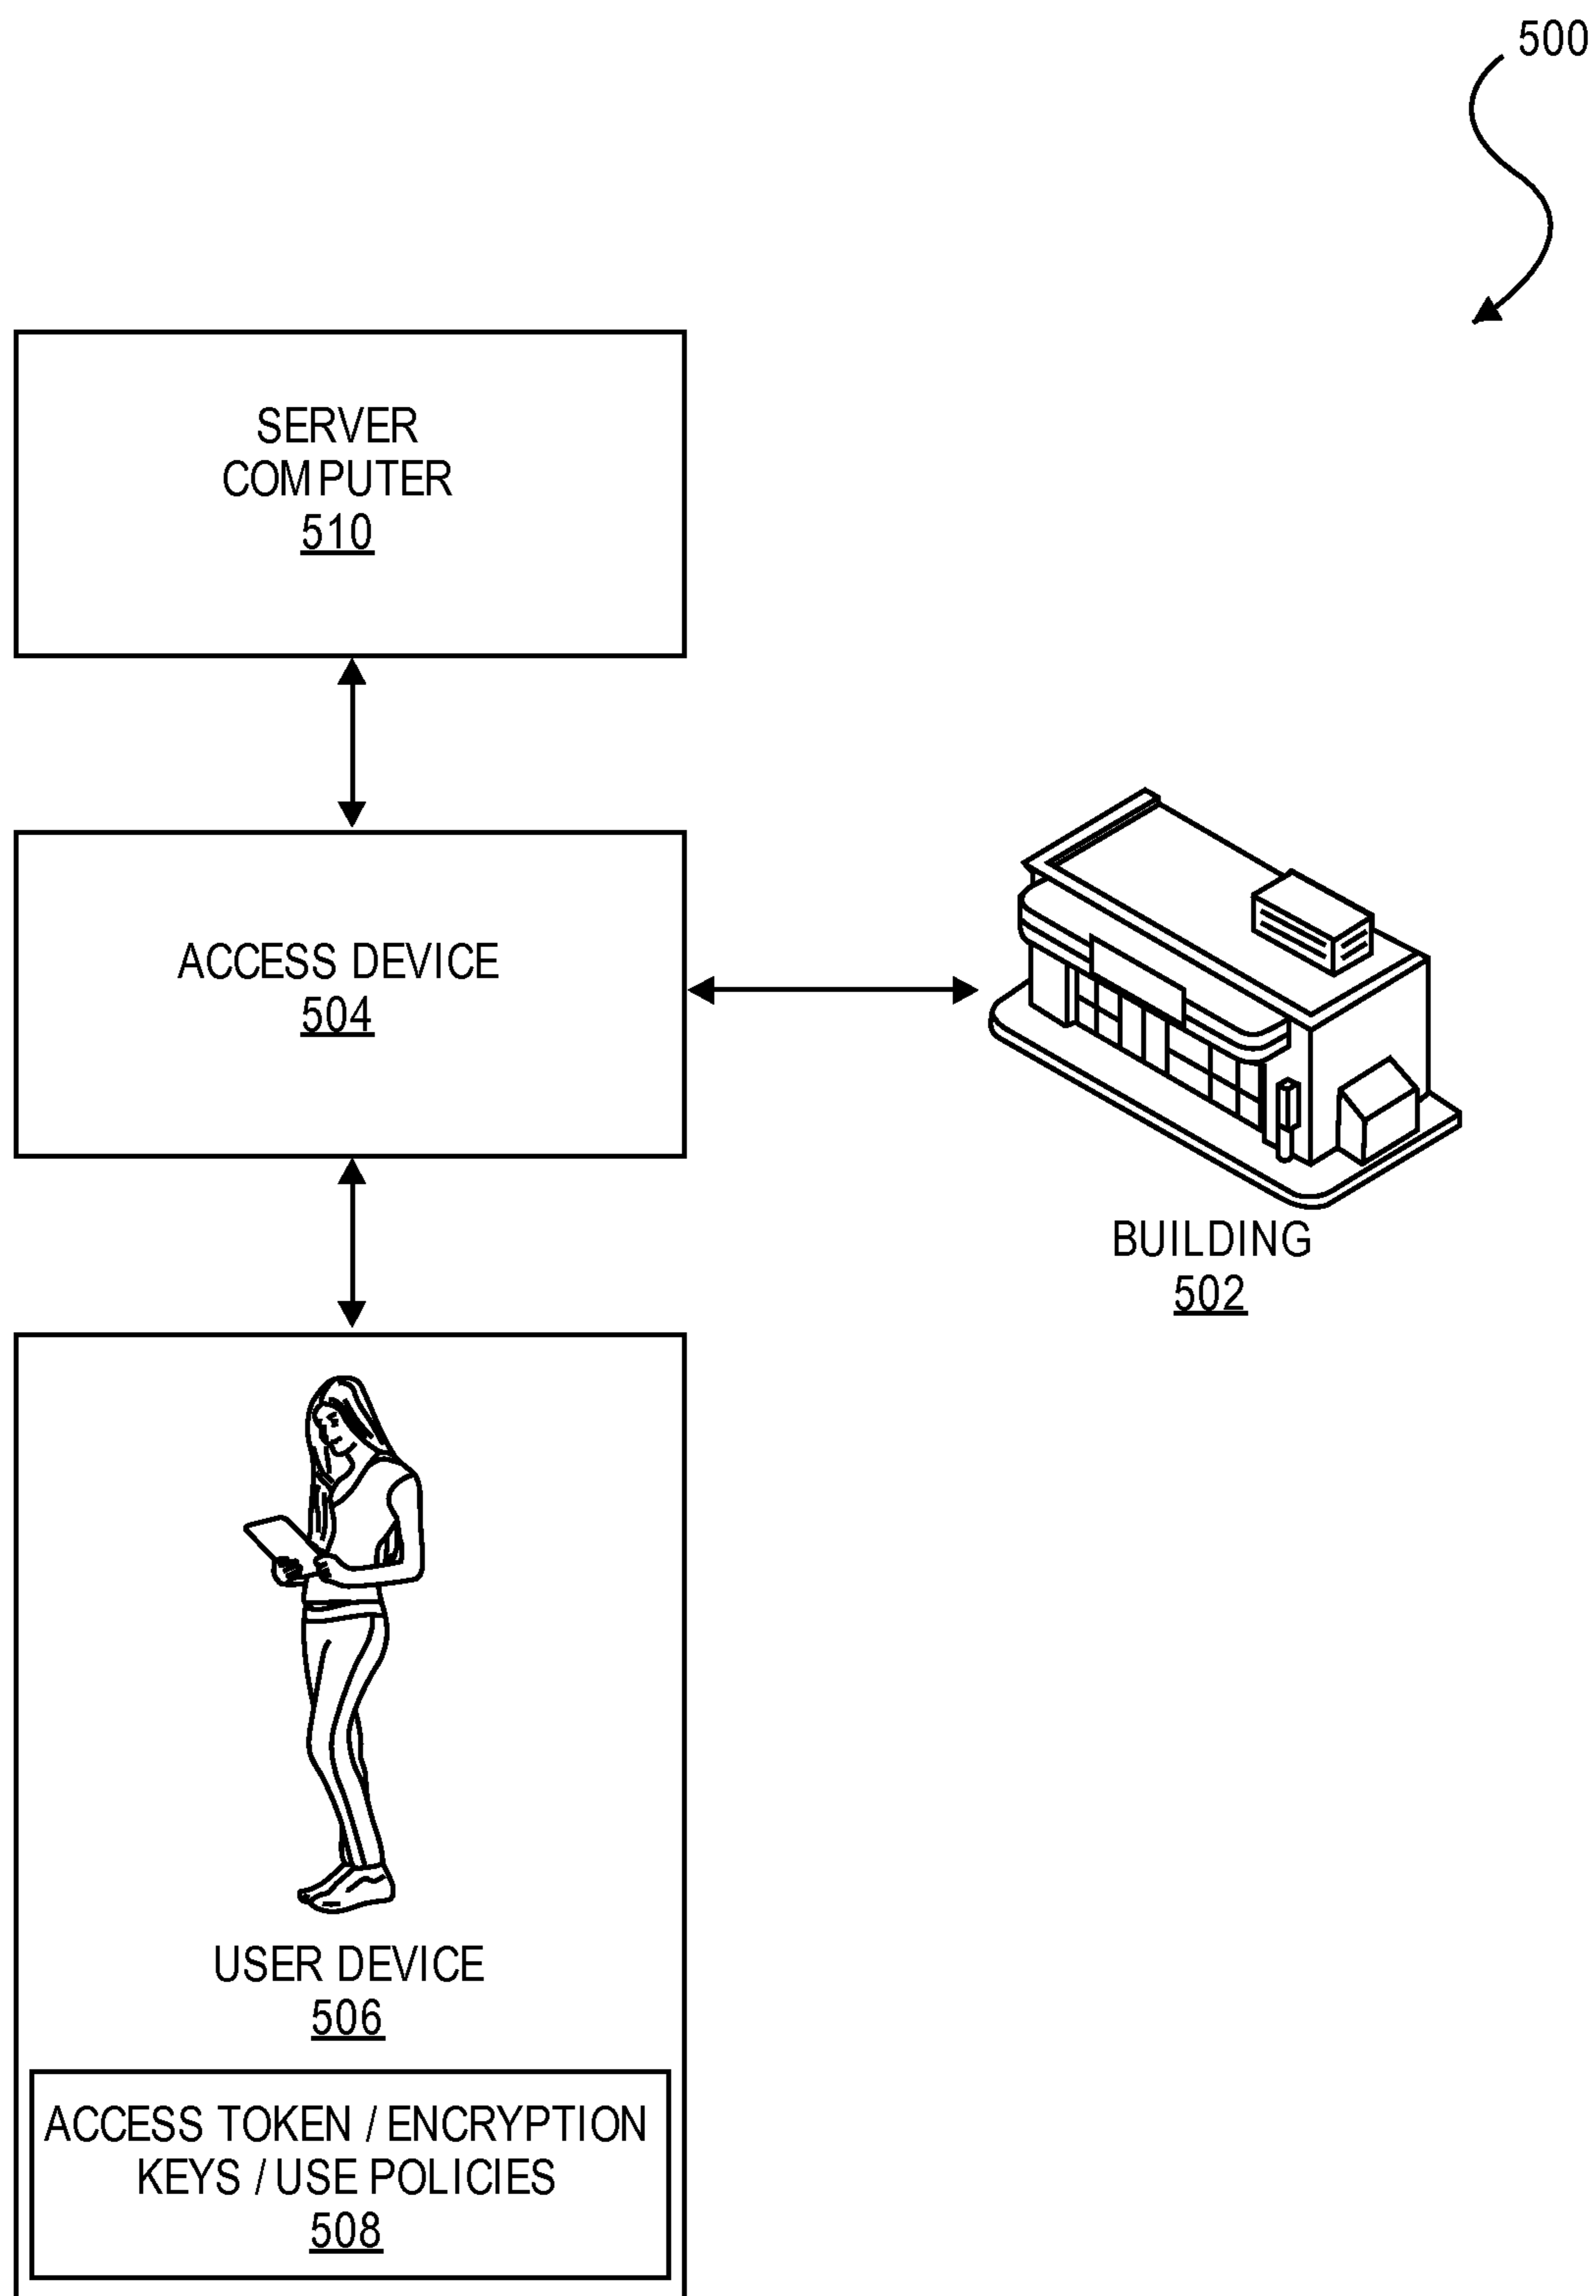 500
SERVER
COMPUTER
510
ACCESS DEVICE
504
BUILDING
502
USER DEVICE
506
ACCESS TOKEN / ENCRYPTION
KEYS / USE POLICIES
508